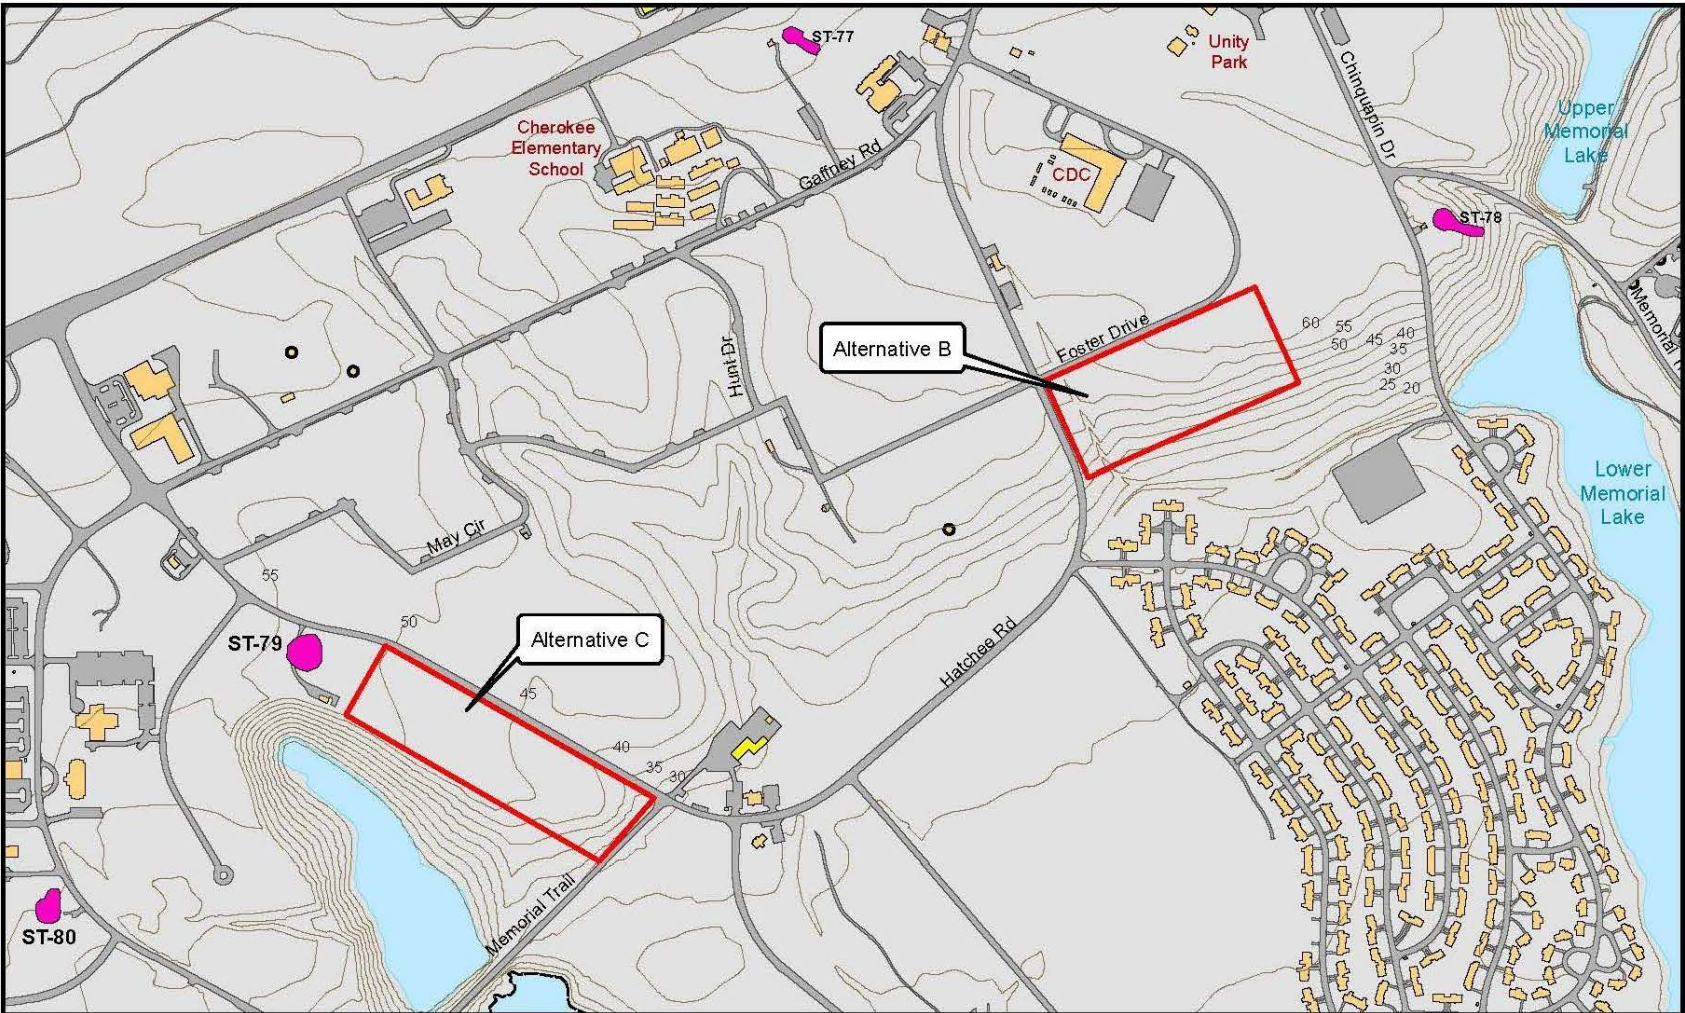 ST-77
Unity
Park
Chinquapin Dr
Upper
Memorial
Lake
Cherokee
Elementary
School
Gaffney Rd
CDC
ST-78
Memorial
Foster Drive
Alternative B
Hunt Dr
60
55
50
45
40
35
30
25
20
Lower
Memorial
Lake
May Cir
55
50
ST-79
Alternative C
45
Hatchee Rd
40
35
30
Memorial Trail
ST-80